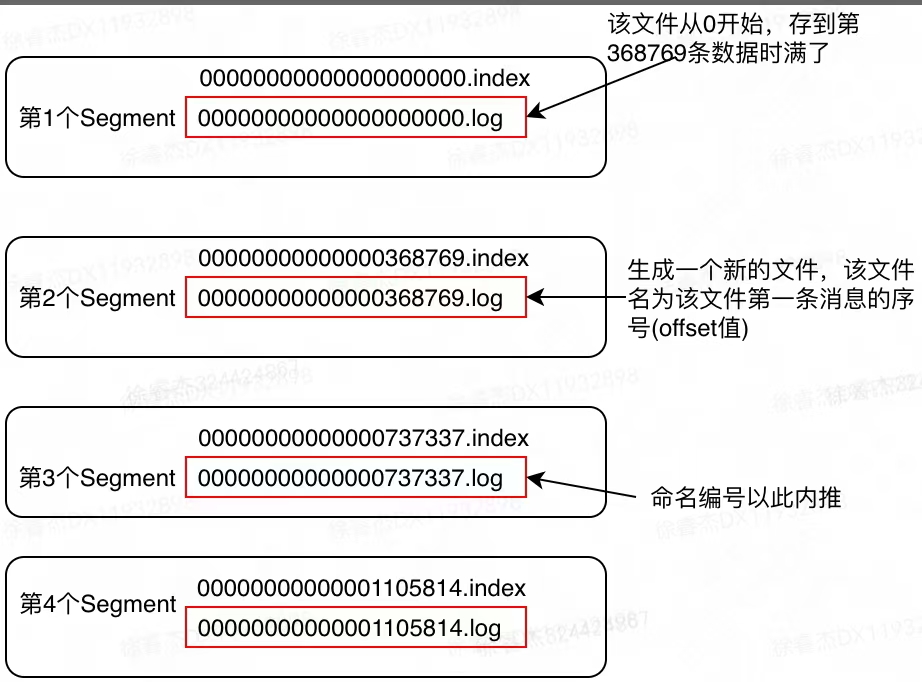 该文件从0开始，存到第
368769条数据时满了
00000000000000000000.index
第1个Segment
00000000000000000000.log
00000000000000368769.index
第2个Segment
00000000000000368769.log
生成一个新的文件，该文件
名为该文件第一条消息的序
号(offset值)
00000000000000737337.index
第3个Segment
00000000000000737337.log
命名编号以此内推
00000000000001105814.index
第4个Segment
00000000000001105814.log